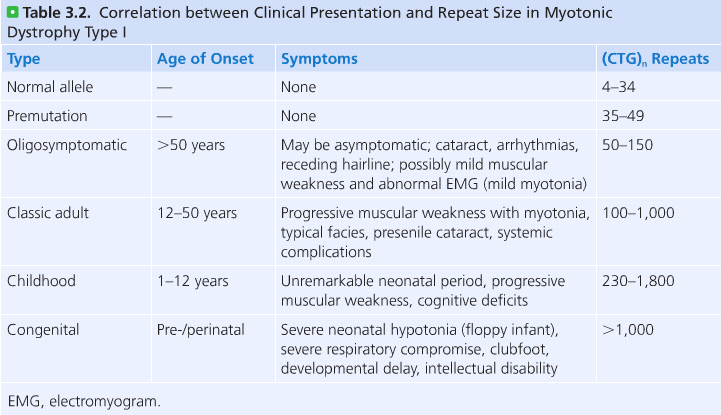 Table 3.2. Correlation between Clinical Presentation and Repeat Size in Myotonic
Dystrophy Type I
Type Age of Onset Symptoms (CTG)n Repeats
Normal allele — None 4–34
Premutation — None 35–49
Oligosymptomatic >50 years May be asymptomatic; cataract, arrhythmias, 50–150
receding hairline; possibly mild muscular
weakness and abnormal EMG (mild myotonia)
Classic adult 12–50 years Progressive muscular weakness with myotonia, 100–1,000
typical facies, presenile cataract, systemic
complications
Childhood 1–12 years Unremarkable neonatal period, progressive 230–1,800
muscular weakness, cognitive deficits
Congenital Pre-/perinatal Severe neonatal hypotonia (floppy infant), >1,000
severe respiratory compromise, clubfoot,
developmental delay, intellectual disability
EMG, electromyogram.